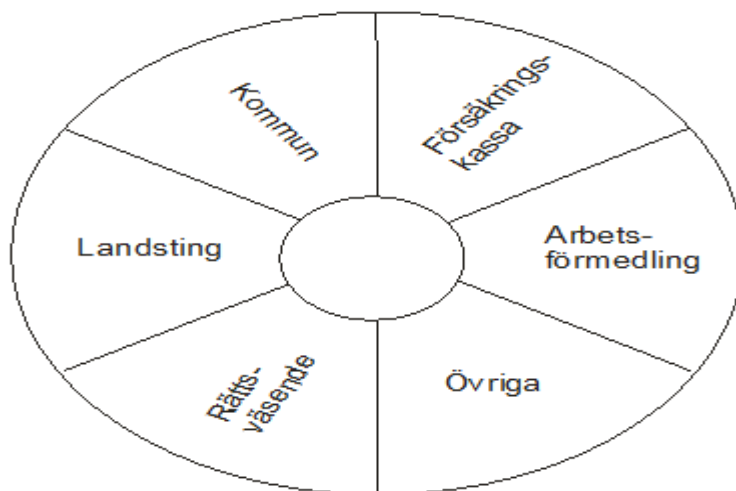 Kommun
Försäkrings-
kassa
Landsting
Arbets-
förmedling
Rätts-
väsende
Övriga